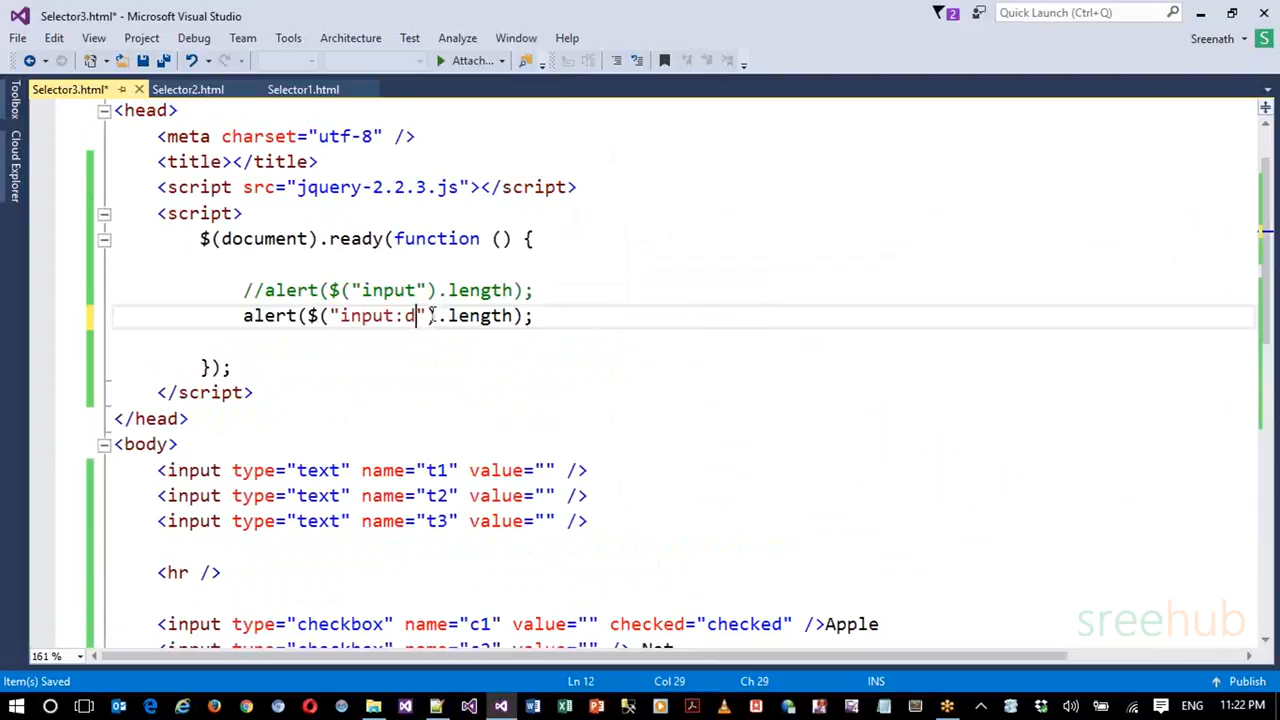 Selector3.html* - Microsoft Visual Studio
2
Quick Launch (Ctrl+Q)
File Edit View Project Debug Team Tools Architecture Test Analyze Window Help
Sreenath
S
Attach...
Selector3.html* Selector2.html Selector1.html
Toolbox
Cloud Explorer
<head>
<meta charset="utf-8" />
<title></title>
<script src="jquery-2.2.3.js"></script>
<script>
$(document).ready(function () {
//alert($("input").length);
alert($("input:d").length);
});
</script>
</head>
<body>
<input type="text" name="t1" value="" />
<input type="text" name="t2" value="" />
<input type="text" name="t3" value="" />
<hr />
<input type="checkbox" name="c1" value="" checked="checked" />Apple
sreehub
161 %
Item(s) Saved Ln 12 Col 29 Ch 29 INS Publish
ENG 11:22 PM